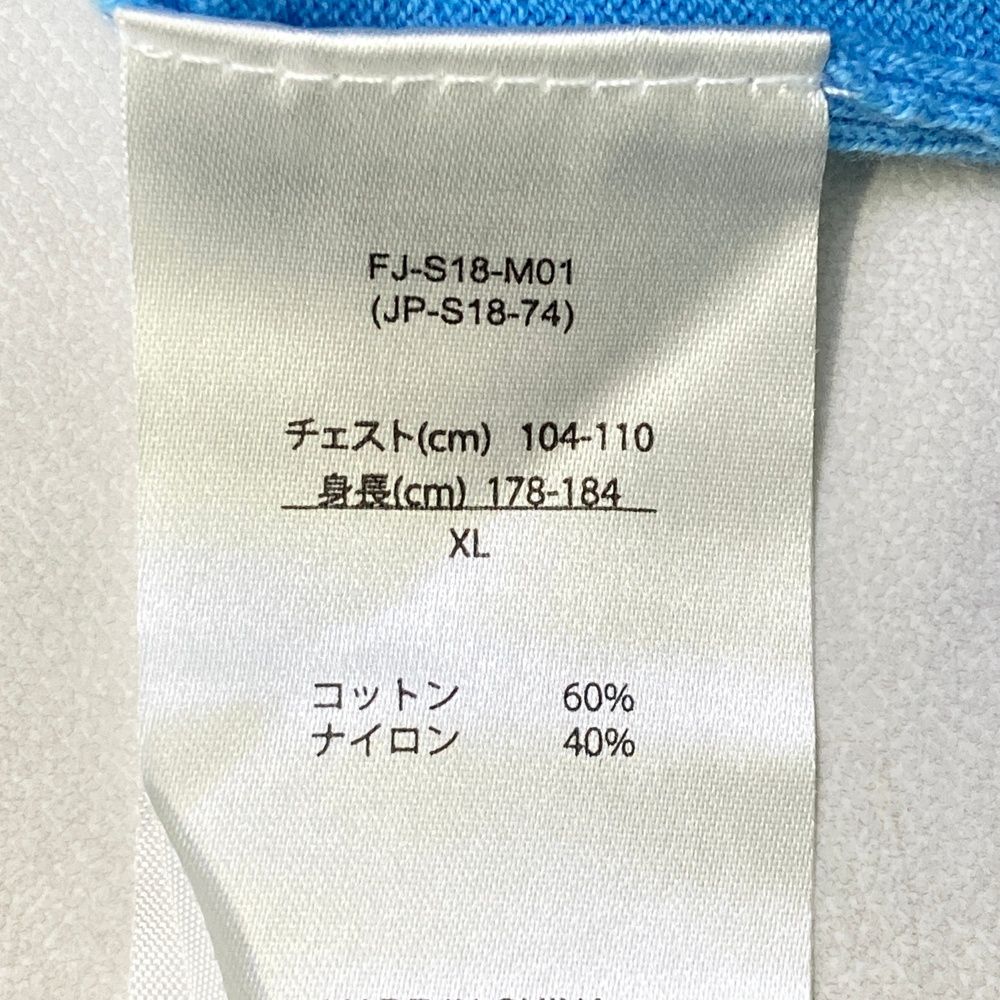 FJ-S18-M01
(JP-S18-74)
チェスト(cm) 104-110
身長(cm) 178-184
XL
コットン 60%
ナイロン 40%